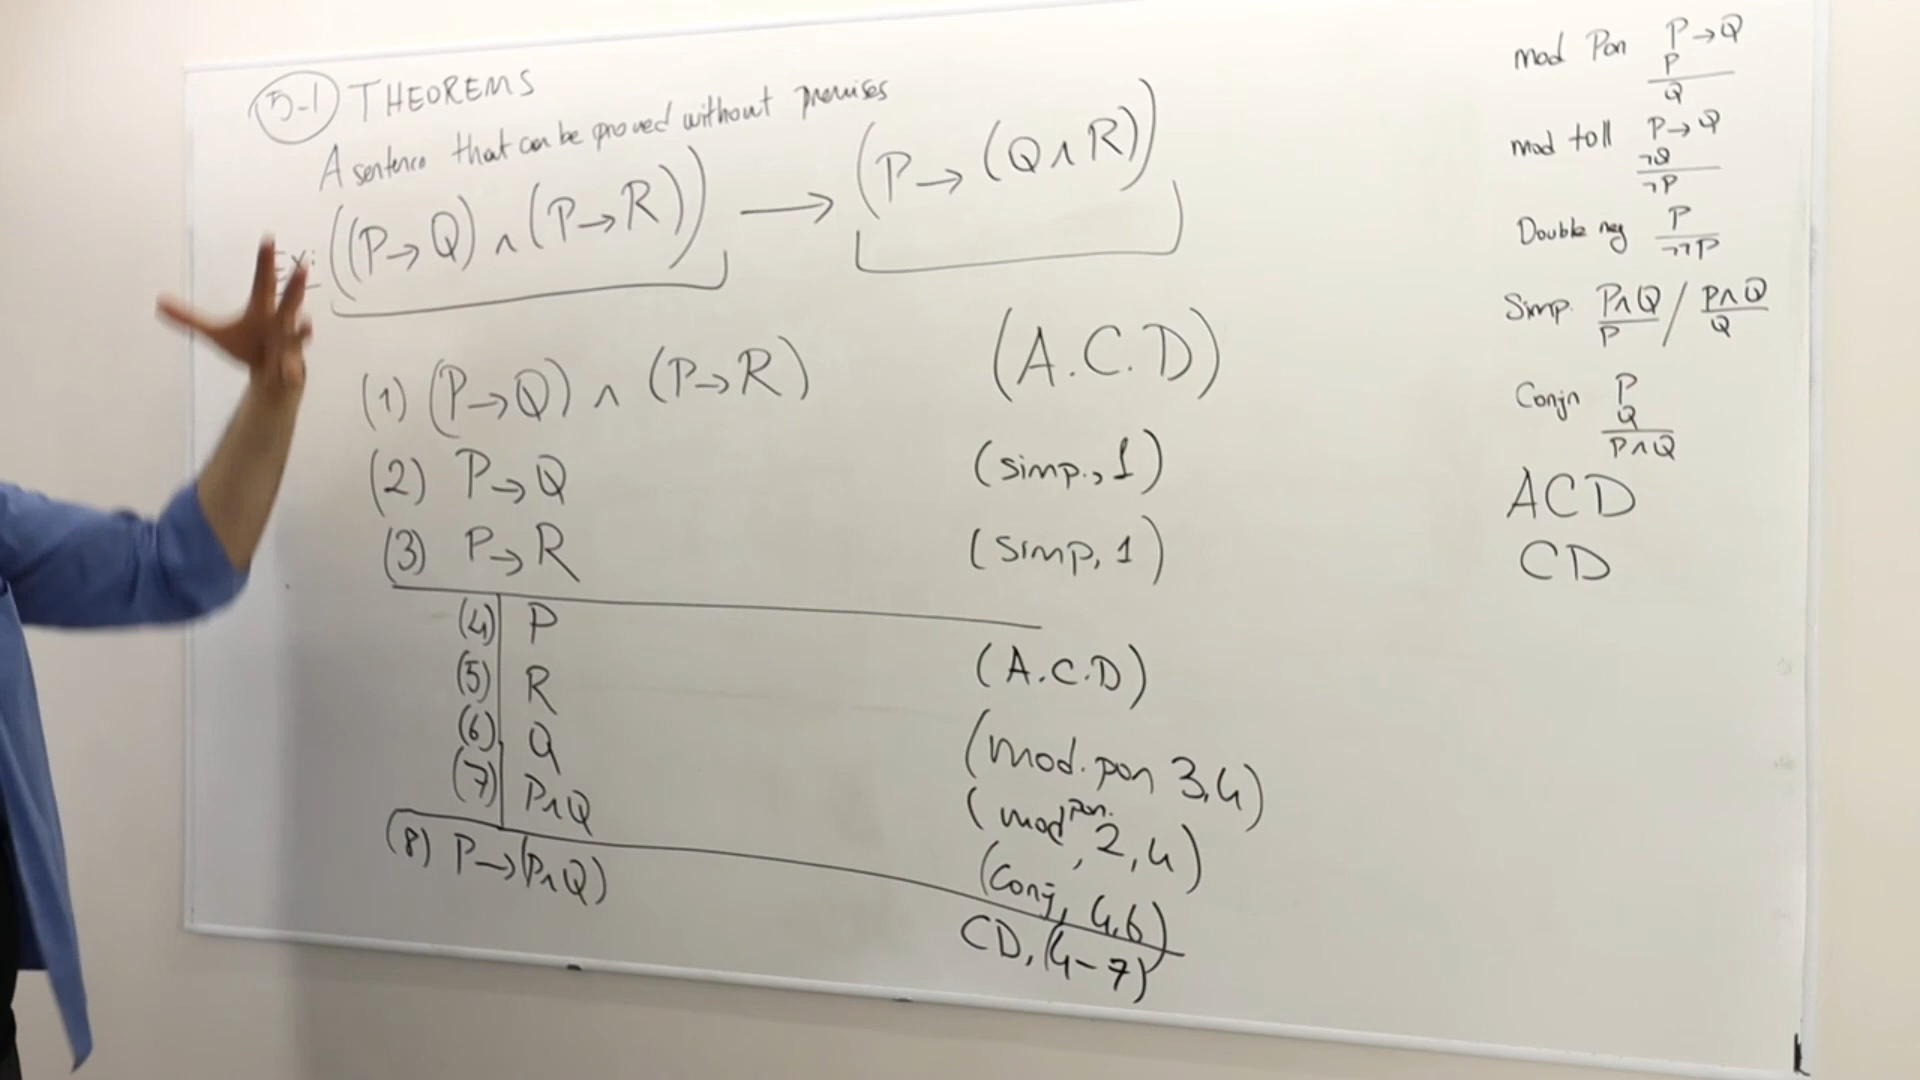 5-1 THEOREMS
A sentence that can be proved without premises
Ex: ((P→Q) ∧ (P→R)) → (P→(Q∧R))
(1) (P→Q) ∧ (P→R) (A.C.D)
(2) P→Q (simp., 1)
(3) P→R (simp, 1)
(4) P (A.C.D)
(5) R (mod. pon 3,4)
(6) Q (mod pon., 2, 4)
(7) P∧Q (Conj, 4,6)
(8) P→(P∧Q) CD, (4-7)
mod Pon P→Q
P
Q
mod toll P→Q
¬Q
¬P
Double neg P
¬¬P
Simp. P∧Q / P∧Q
P Q
Conjn P
Q
P∧Q
ACD
CD